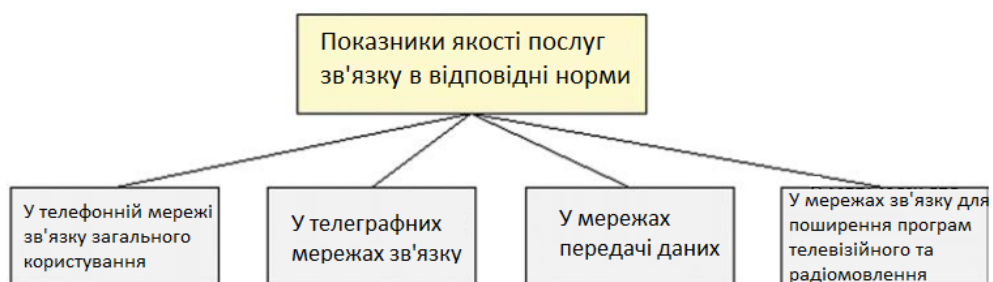 Показники якості послуг
зв'язку в відповідні норми
У телефонній мережі
зв'язку загального
користування
У телеграфних
мережах зв'язку
У мережах
передачі даних
У мережах зв'язку для
поширення програм
телевізійного та
радіомовлення